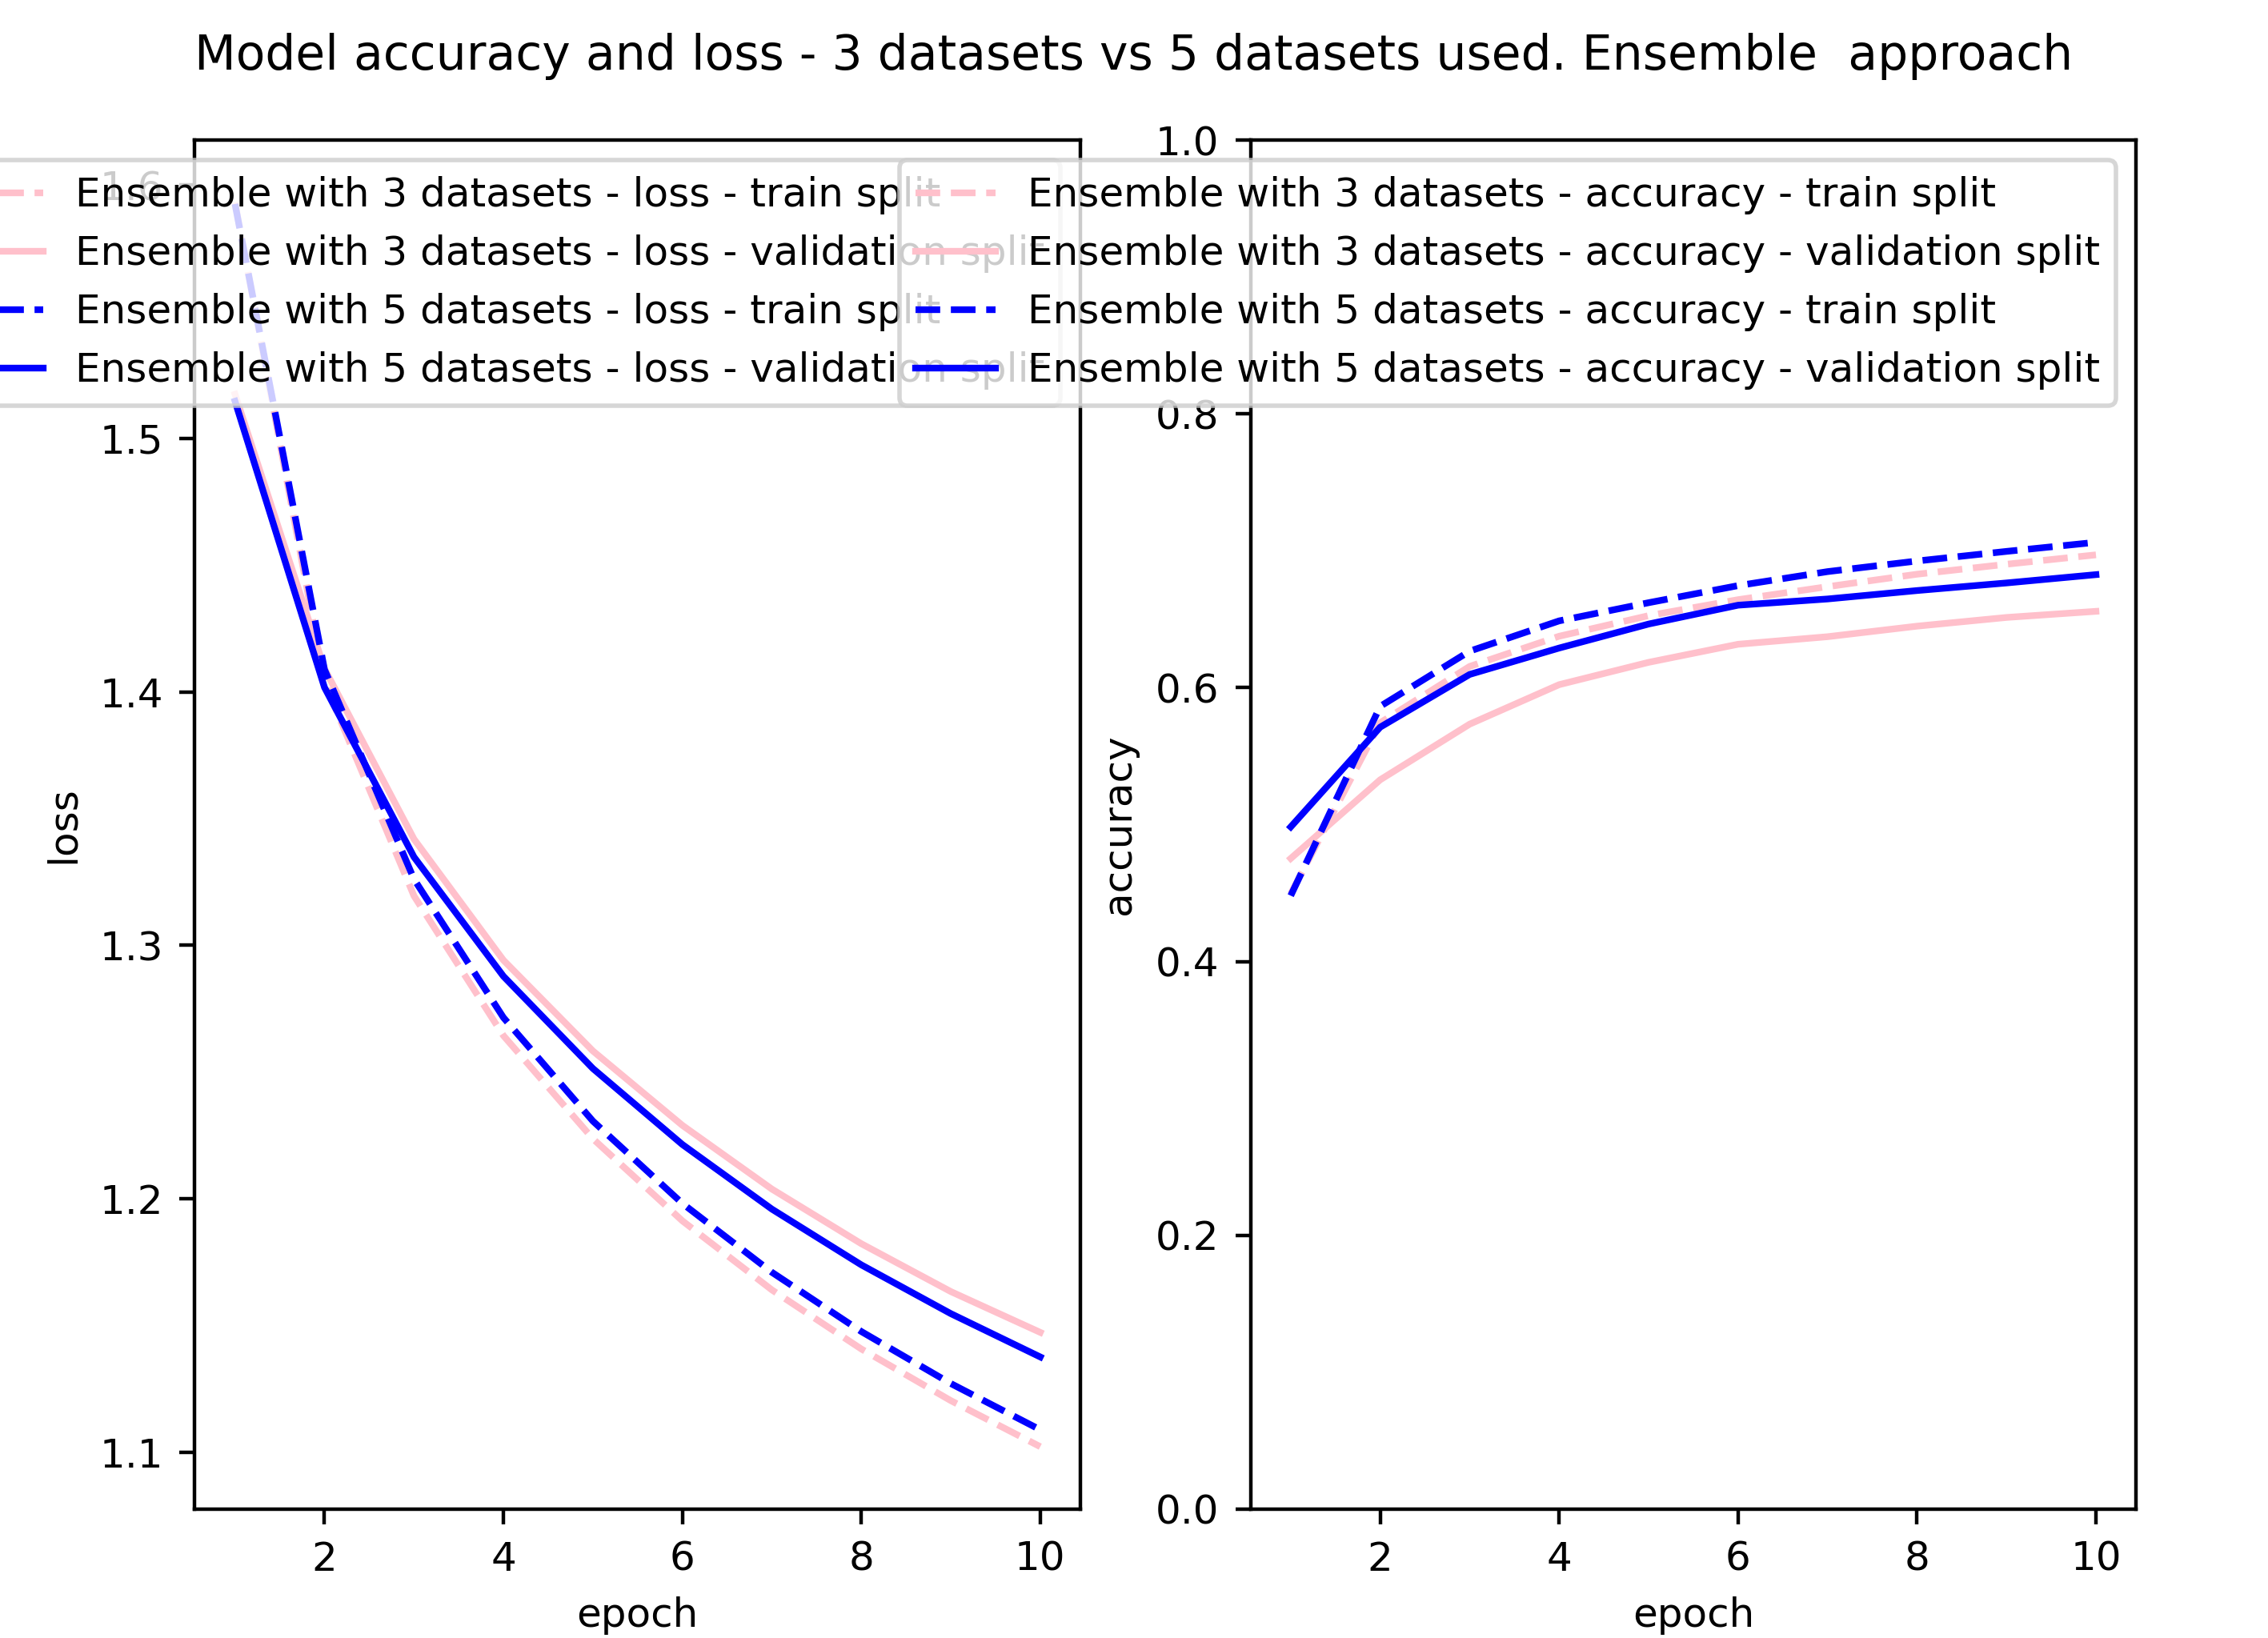 Model accuracy and loss - 3 datasets vs 5 datasets used. Ensemble  approach
Ensemble with 3 datasets - loss - train split
Ensemble with 3 datasets - loss - validation split
Ensemble with 5 datasets - loss - train split
Ensemble with 5 datasets - loss - validation split
1.6
1.5
1.4
1.3
1.2
1.1
loss
2 4 6 8 10
epoch
Ensemble with 3 datasets - accuracy - train split
Ensemble with 3 datasets - accuracy - validation split
Ensemble with 5 datasets - accuracy - train split
Ensemble with 5 datasets - accuracy - validation split
1.0
0.8
0.6
0.4
0.2
0.0
accuracy
2 4 6 8 10
epoch